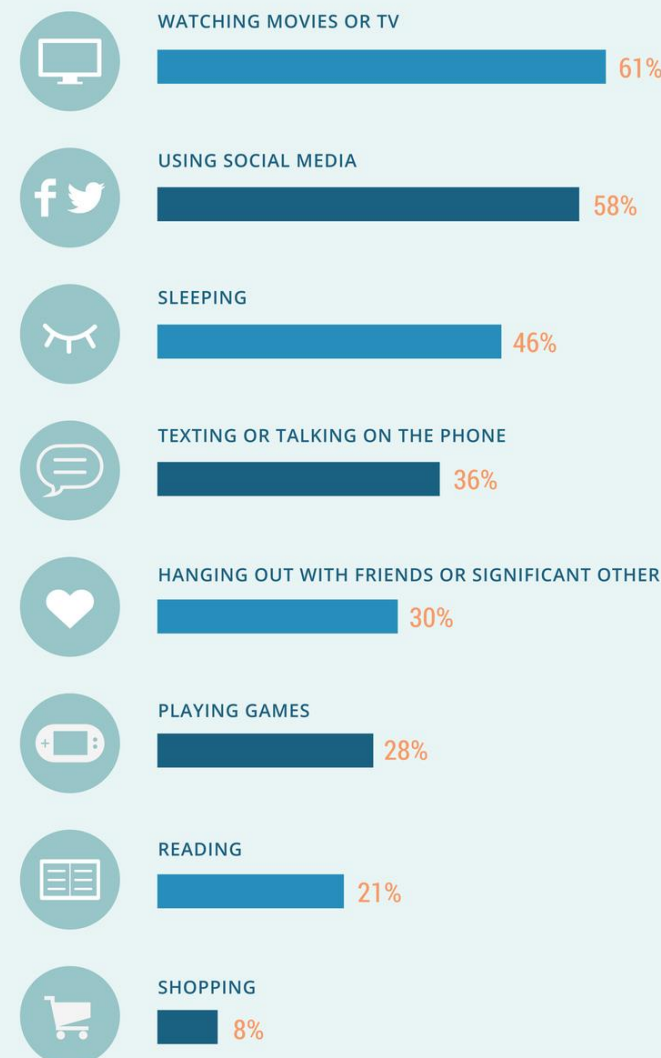 WATCHING MOVIES OR TV
61%
USING SOCIAL MEDIA
58%
SLEEPING
46%
TEXTING OR TALKING ON THE PHONE
36%
HANGING OUT WITH FRIENDS OR SIGNIFICANT OTHER
30%
PLAYING GAMES
28%
READING
21%
SHOPPING
8%